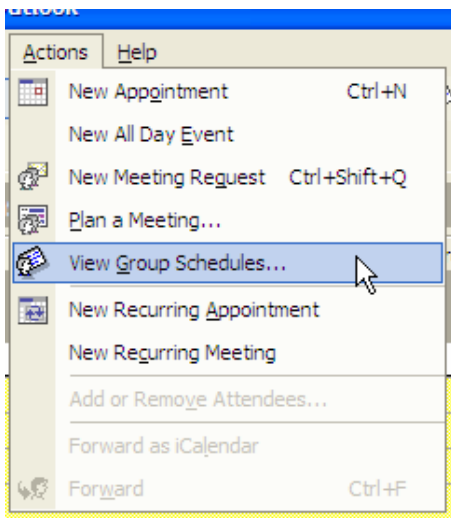 Outlook
Actions Help
New Appointment Ctrl+N
New All Day Event
New Meeting Request Ctrl+Shift+Q
Plan a Meeting...
View Group Schedules...
New Recurring Appointment
New Recurring Meeting
Add or Remove Attendees...
Forward as iCalendar
Forward Ctrl+F